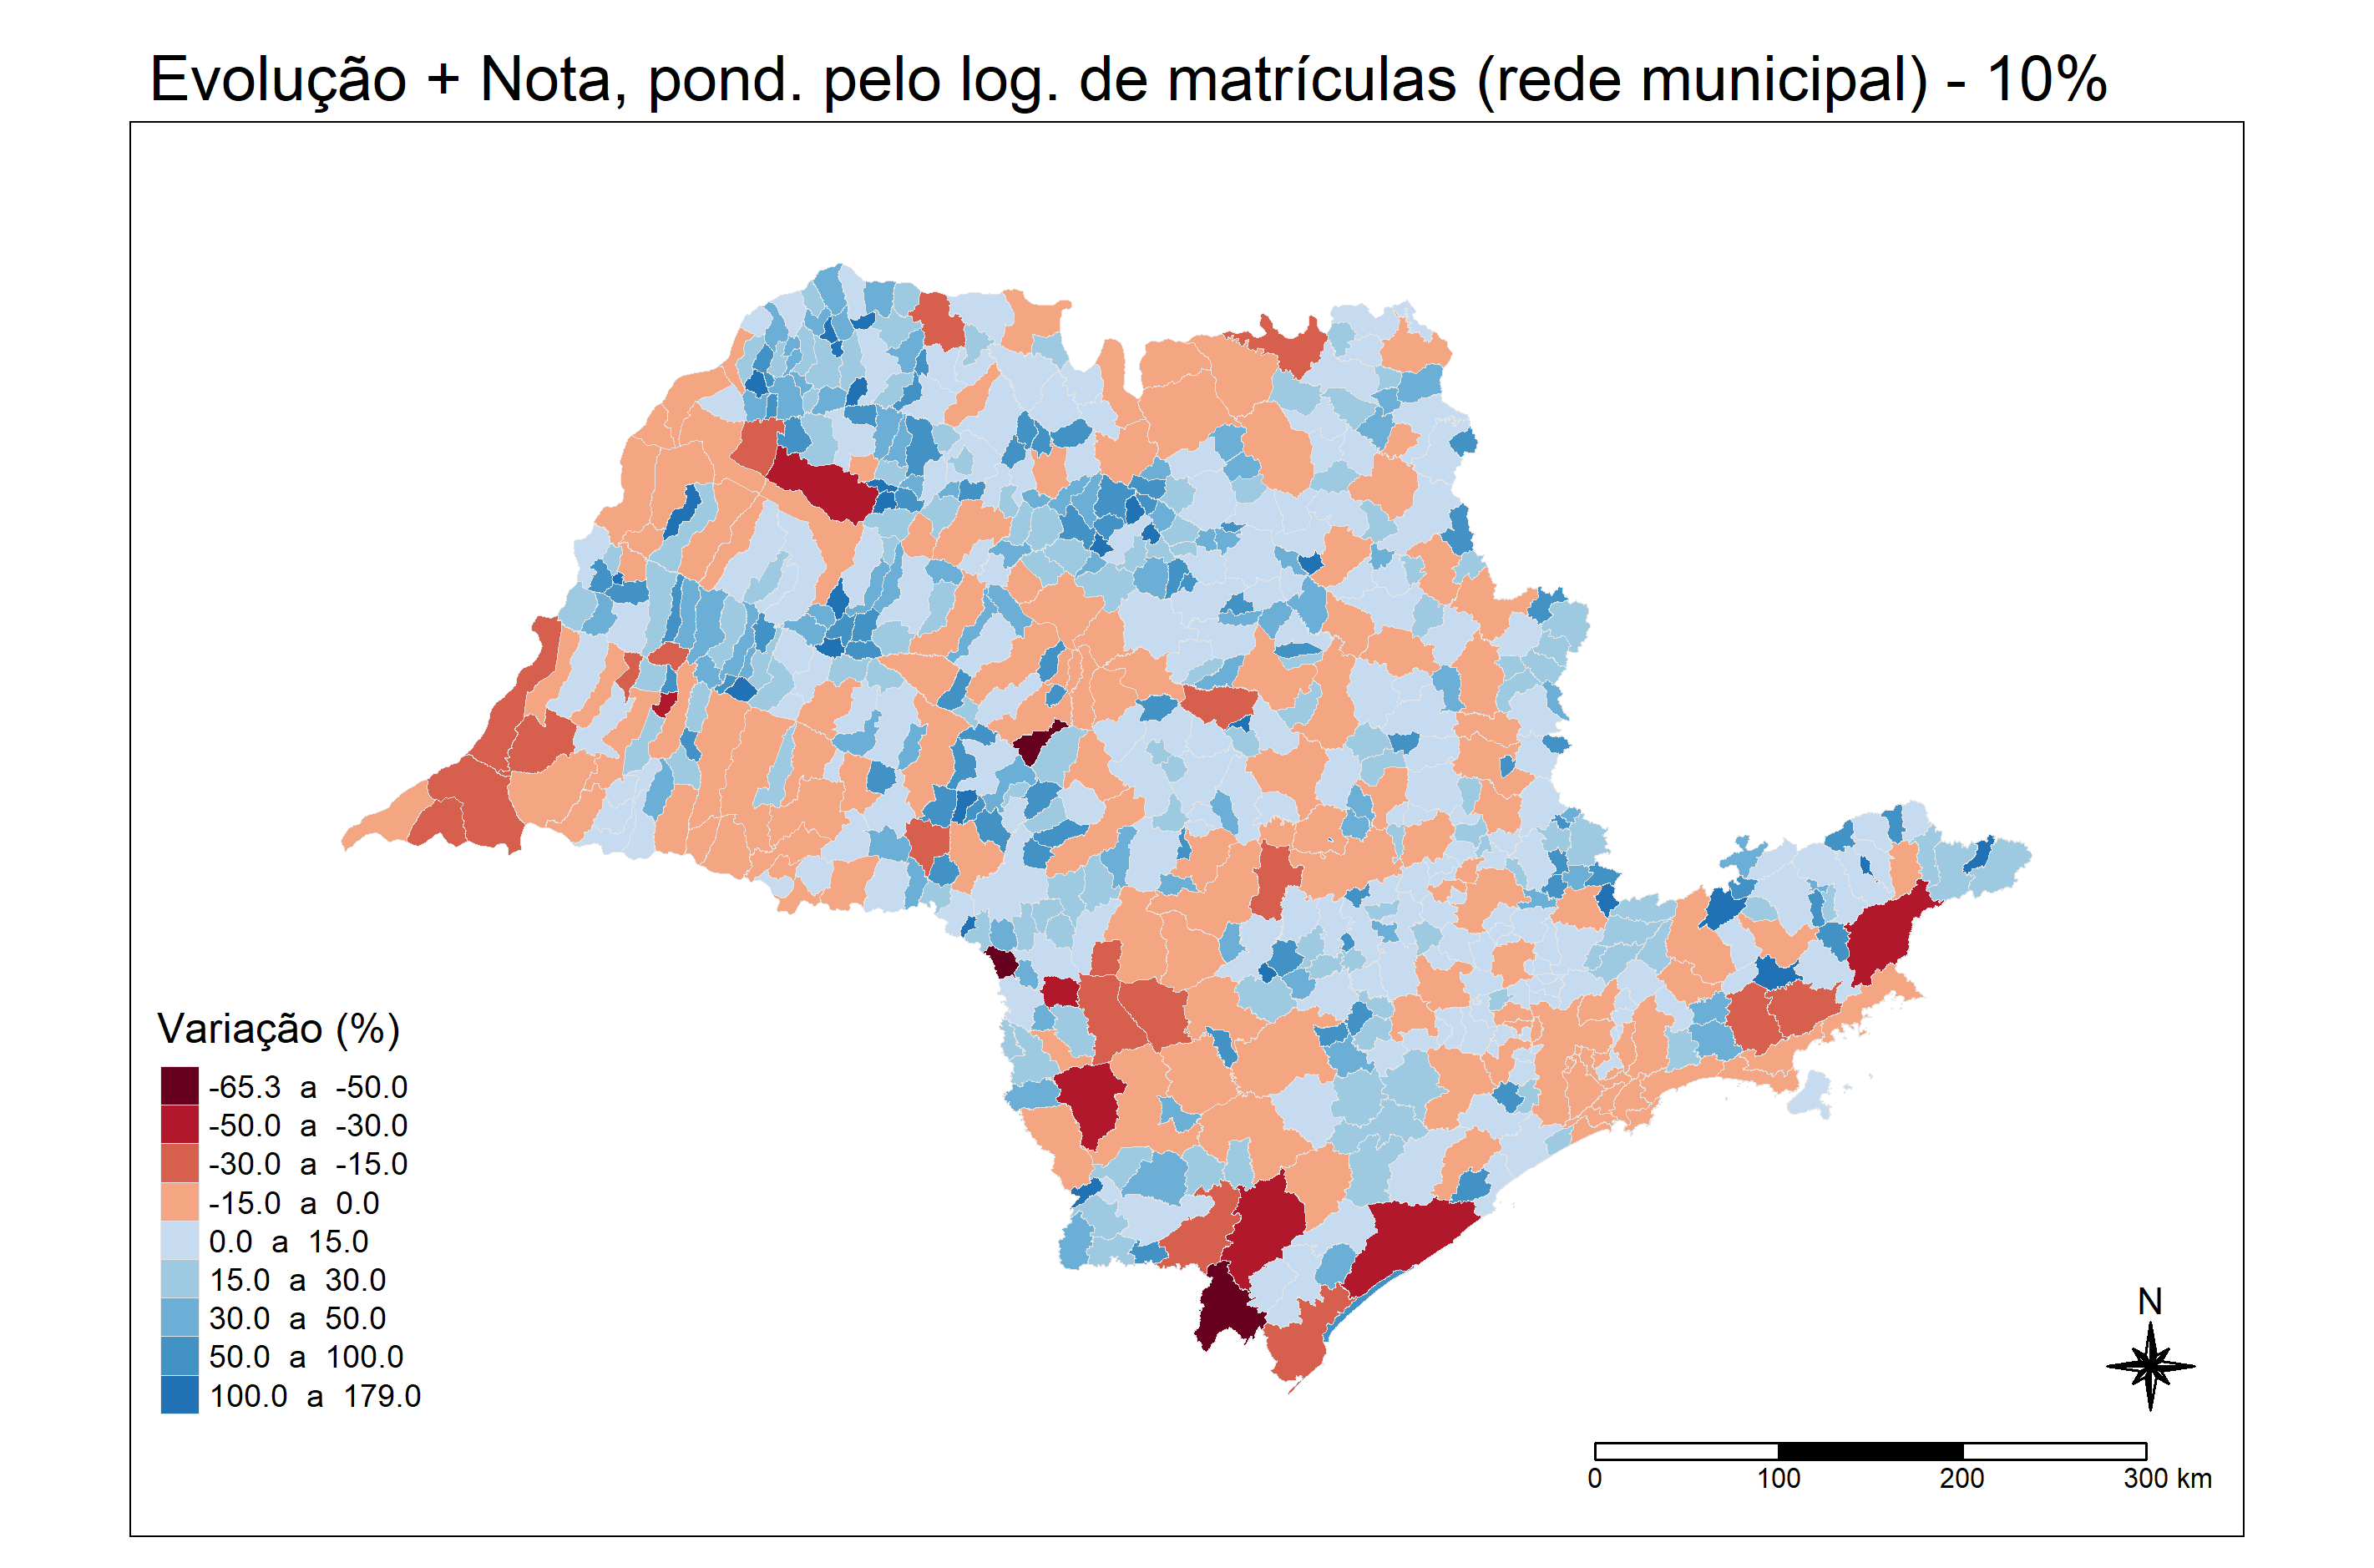 Evolução + Nota, pond. pelo log. de matrículas (rede municipal) - 10%
Variação (%)
-65.3 a -50.0
-50.0 a -30.0
-30.0 a -15.0
-15.0 a 0.0
0.0 a 15.0
15.0 a 30.0
30.0 a 50.0
50.0 a 100.0
100.0 a 179.0
N
0 100 200 300 km